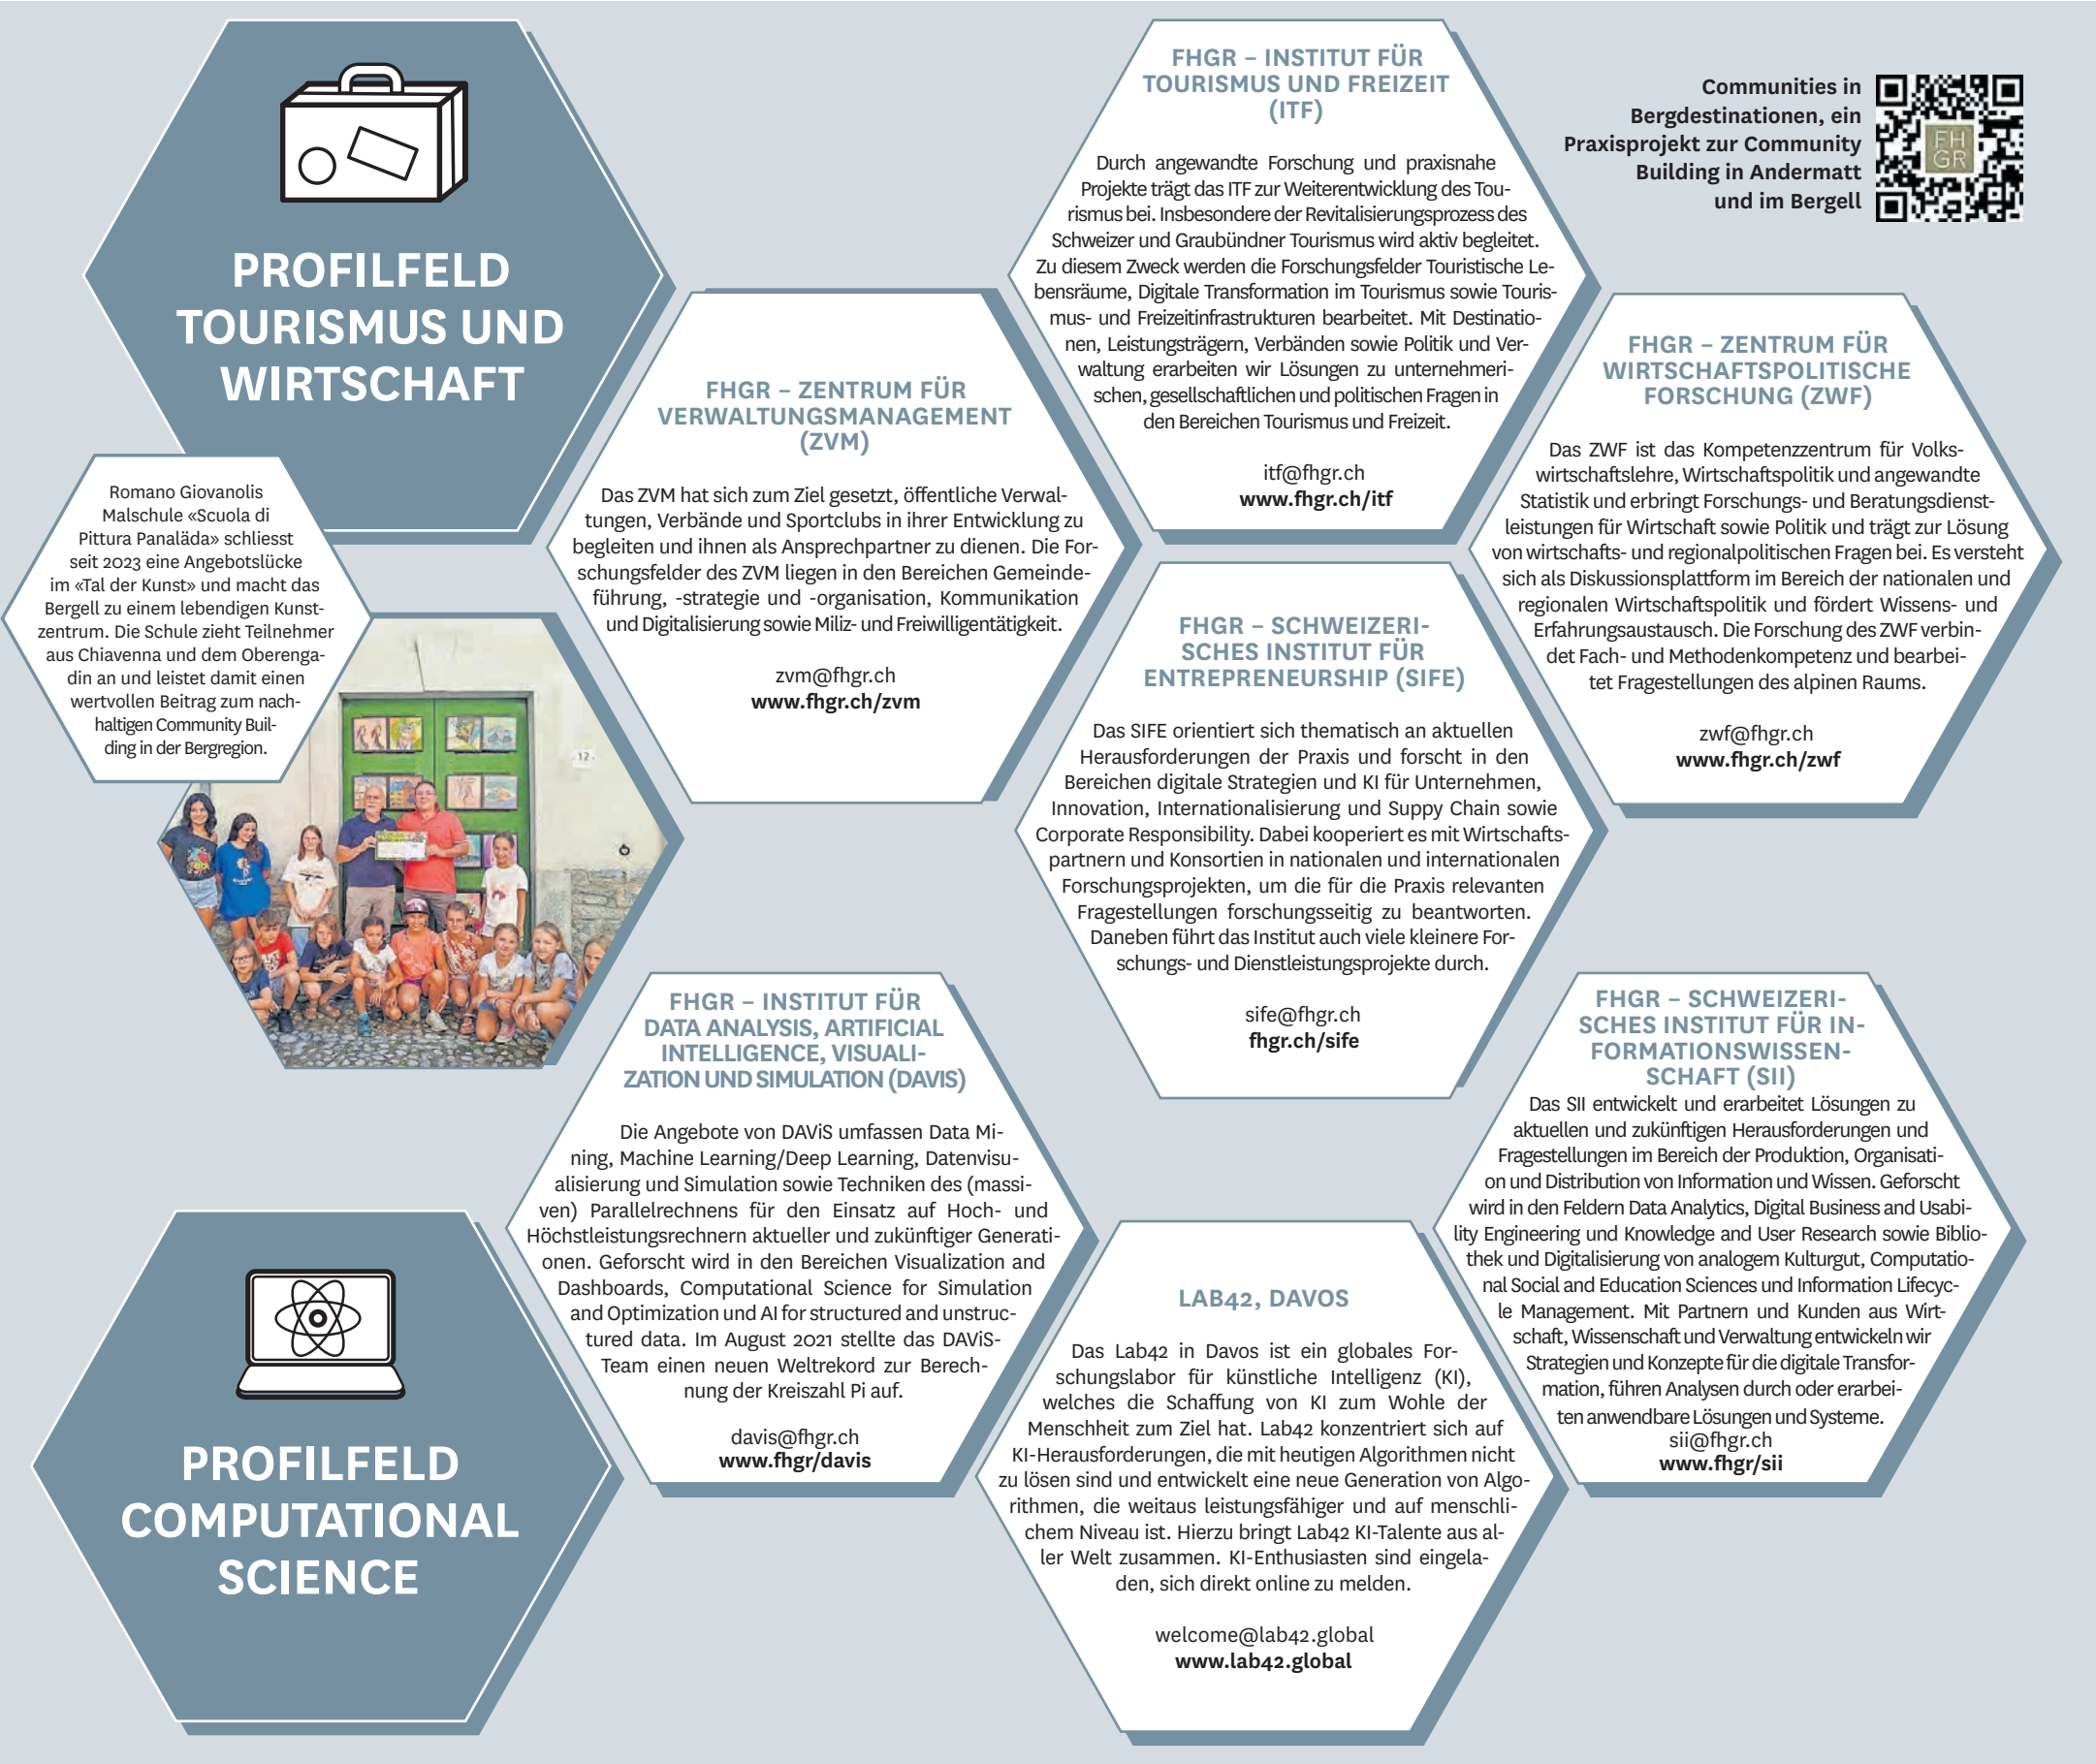 PROFILFELD
TOURISMUS UND
WIRTSCHAFT
Romano Giovanolis
Malschule «Scuola di
Pittura Panaläda» schliesst
seit 2023 eine Angebotslücke
im «Tal der Kunst» und macht das
Bergell zu einem lebendigen Kunst-
zentrum. Die Schule zieht Teilnehmer
aus Chiavenna und dem Oberenga-
din an und leistet damit einen
wertvollen Beitrag zum nach-
haltigen Community Buil-
ding in der Bergregion.
12
FHGR – ZENTRUM FÜR
VERWALTUNGSMANAGEMENT
(ZVM)
Das ZVM hat sich zum Ziel gesetzt, öffentliche Verwal-
tungen, Verbände und Sportclubs in ihrer Entwicklung zu
begleiten und ihnen als Ansprechpartner zu dienen. Die For-
schungsfelder des ZVM liegen in den Bereichen Gemeinde-
führung, -strategie und -organisation, Kommunikation
und Digitalisierung sowie Miliz- und Freiwilligentätigkeit.
zvm@fhgr.ch
www.fhgr.ch/zvm
FHGR – INSTITUT FÜR
TOURISMUS UND FREIZEIT
(ITF)
Durch angewandte Forschung und praxisnahe
Projekte trägt das ITF zur Weiterentwicklung des Tou-
rismus bei. Insbesondere der Revitalisierungsprozess des
Schweizer und Graubündner Tourismus wird aktiv begleitet.
Zu diesem Zweck werden die Forschungsfelder Touristische Le-
bensräume, Digitale Transformation im Tourismus sowie Touris-
mus- und Freizeitinfrastrukturen bearbeitet. Mit Destinatio-
nen, Leistungsträgern, Verbänden sowie Politik und Ver-
waltung erarbeiten wir Lösungen zu unternehmeri-
schen, gesellschaftlichen und politischen Fragen in
den Bereichen Tourismus und Freizeit.
itf@fhgr.ch
www.fhgr.ch/itf
Communities in
Bergdestinationen, ein
Praxisprojekt zur Community
Building in Andermatt
und im Bergell
FH
GR
FHGR – ZENTRUM FÜR
WIRTSCHAFTSPOLITISCHE
FORSCHUNG (ZWF)
Das ZWF ist das Kompetenzzentrum für Volks-
wirtschaftslehre, Wirtschaftspolitik und angewandte
Statistik und erbringt Forschungs- und Beratungsdienst-
leistungen für Wirtschaft sowie Politik und trägt zur Lösung
von wirtschafts- und regionalpolitischen Fragen bei. Es versteht
sich als Diskussionsplattform im Bereich der nationalen und
regionalen Wirtschaftspolitik und fördert Wissens- und
Erfahrungsaustausch. Die Forschung des ZWF verbin-
det Fach- und Methodenkompetenz und bearbei-
tet Fragestellungen des alpinen Raums.
zwf@fhgr.ch
www.fhgr.ch/zwf
FHGR – SCHWEIZERI-
SCHES INSTITUT FÜR
ENTREPRENEURSHIP (SIFE)
Das SIFE orientiert sich thematisch an aktuellen
Herausforderungen der Praxis und forscht in den
Bereichen digitale Strategien und KI für Unternehmen,
Innovation, Internationalisierung und Suppy Chain sowie
Corporate Responsibility. Dabei kooperiert es mit Wirtschafts-
partnern und Konsortien in nationalen und internationalen
Forschungsprojekten, um die für die Praxis relevanten
Fragestellungen forschungsseitig zu beantworten.
Daneben führt das Institut auch viele kleinere For-
schungs- und Dienstleistungsprojekte durch.
sife@fhgr.ch
fhgr.ch/sife
PROFILFELD
COMPUTATIONAL
SCIENCE
FHGR – INSTITUT FÜR
DATA ANALYSIS, ARTIFICIAL
INTELLIGENCE, VISUALI-
ZATION UND SIMULATION (DAVIS)
Die Angebote von DAViS umfassen Data Mi-
ning, Machine Learning/Deep Learning, Datenvisu-
alisierung und Simulation sowie Techniken des (massi-
ven) Parallelrechnens für den Einsatz auf Hoch- und
Höchstleistungsrechnern aktueller und zukünftiger Generati-
onen. Geforscht wird in den Bereichen Visualization and
Dashboards, Computational Science for Simulation
and Optimization und AI for structured and unstruc-
tured data. Im August 2021 stellte das DAViS-
Team einen neuen Weltrekord zur Berech-
nung der Kreiszahl Pi auf.
davis@fhgr.ch
www.fhgr/davis
LAB42, DAVOS
Das Lab42 in Davos ist ein globales For-
schungslabor für künstliche Intelligenz (KI),
welches die Schaffung von KI zum Wohle der
Menschheit zum Ziel hat. Lab42 konzentriert sich auf
KI-Herausforderungen, die mit heutigen Algorithmen nicht
zu lösen sind und entwickelt eine neue Generation von Algo-
rithmen, die weitaus leistungsfähiger und auf menschli-
chem Niveau ist. Hierzu bringt Lab42 KI-Talente aus al-
ler Welt zusammen. KI-Enthusiasten sind eingela-
den, sich direkt online zu melden.
welcome@lab42.global
www.lab42.global
FHGR – SCHWEIZERI-
SCHES INSTITUT FÜR IN-
FORMATIONSWISSEN-
SCHAFT (SII)
Das SII entwickelt und erarbeitet Lösungen zu
aktuellen und zukünftigen Herausforderungen und
Fragestellungen im Bereich der Produktion, Organisati-
on und Distribution von Information und Wissen. Geforscht
wird in den Feldern Data Analytics, Digital Business and Usabi-
lity Engineering und Knowledge and User Research sowie Biblio-
thek und Digitalisierung von analogem Kulturgut, Computatio-
nal Social and Education Sciences und Information Lifecyc-
le Management. Mit Partnern und Kunden aus Wirt-
schaft, Wissenschaft und Verwaltung entwickeln wir
Strategien und Konzepte für die digitale Transfor-
mation, führen Analysen durch oder erarbei-
ten anwendbare Lösungen und Systeme.
sii@fhgr.ch
www.fhgr/sii